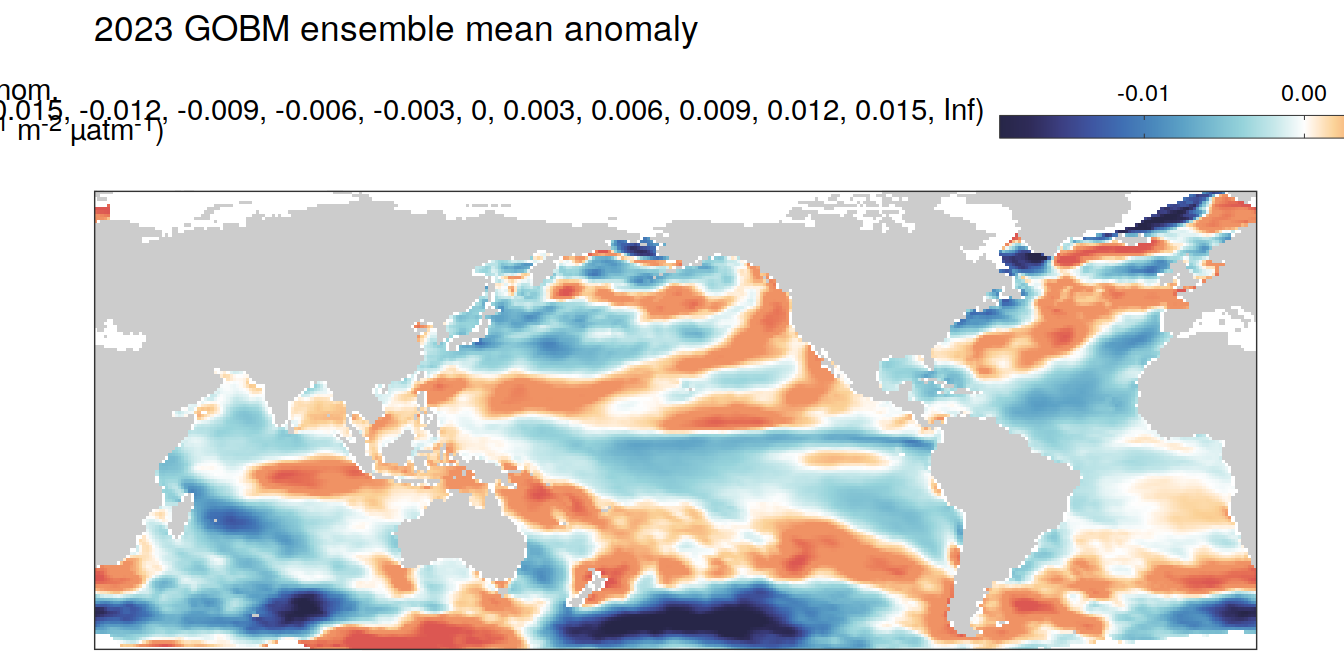 2023 GOBM ensemble mean anomaly
nom.
0.015, -0.012, -0.009, -0.006, -0.003, 0, 0.003, 0.006, 0.009, 0.012, 0.015, Inf)
m⁻² µatm⁻¹)
-0.01 0.00